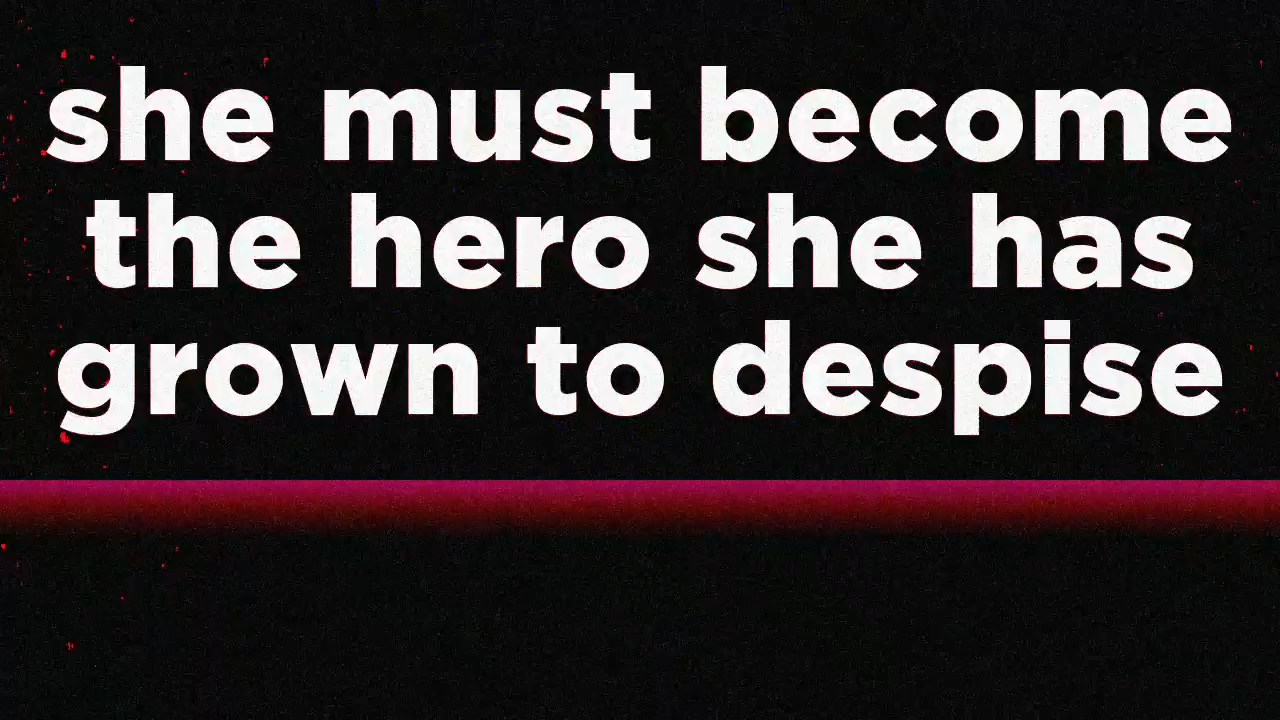 she must become
the hero she has
grown to despise